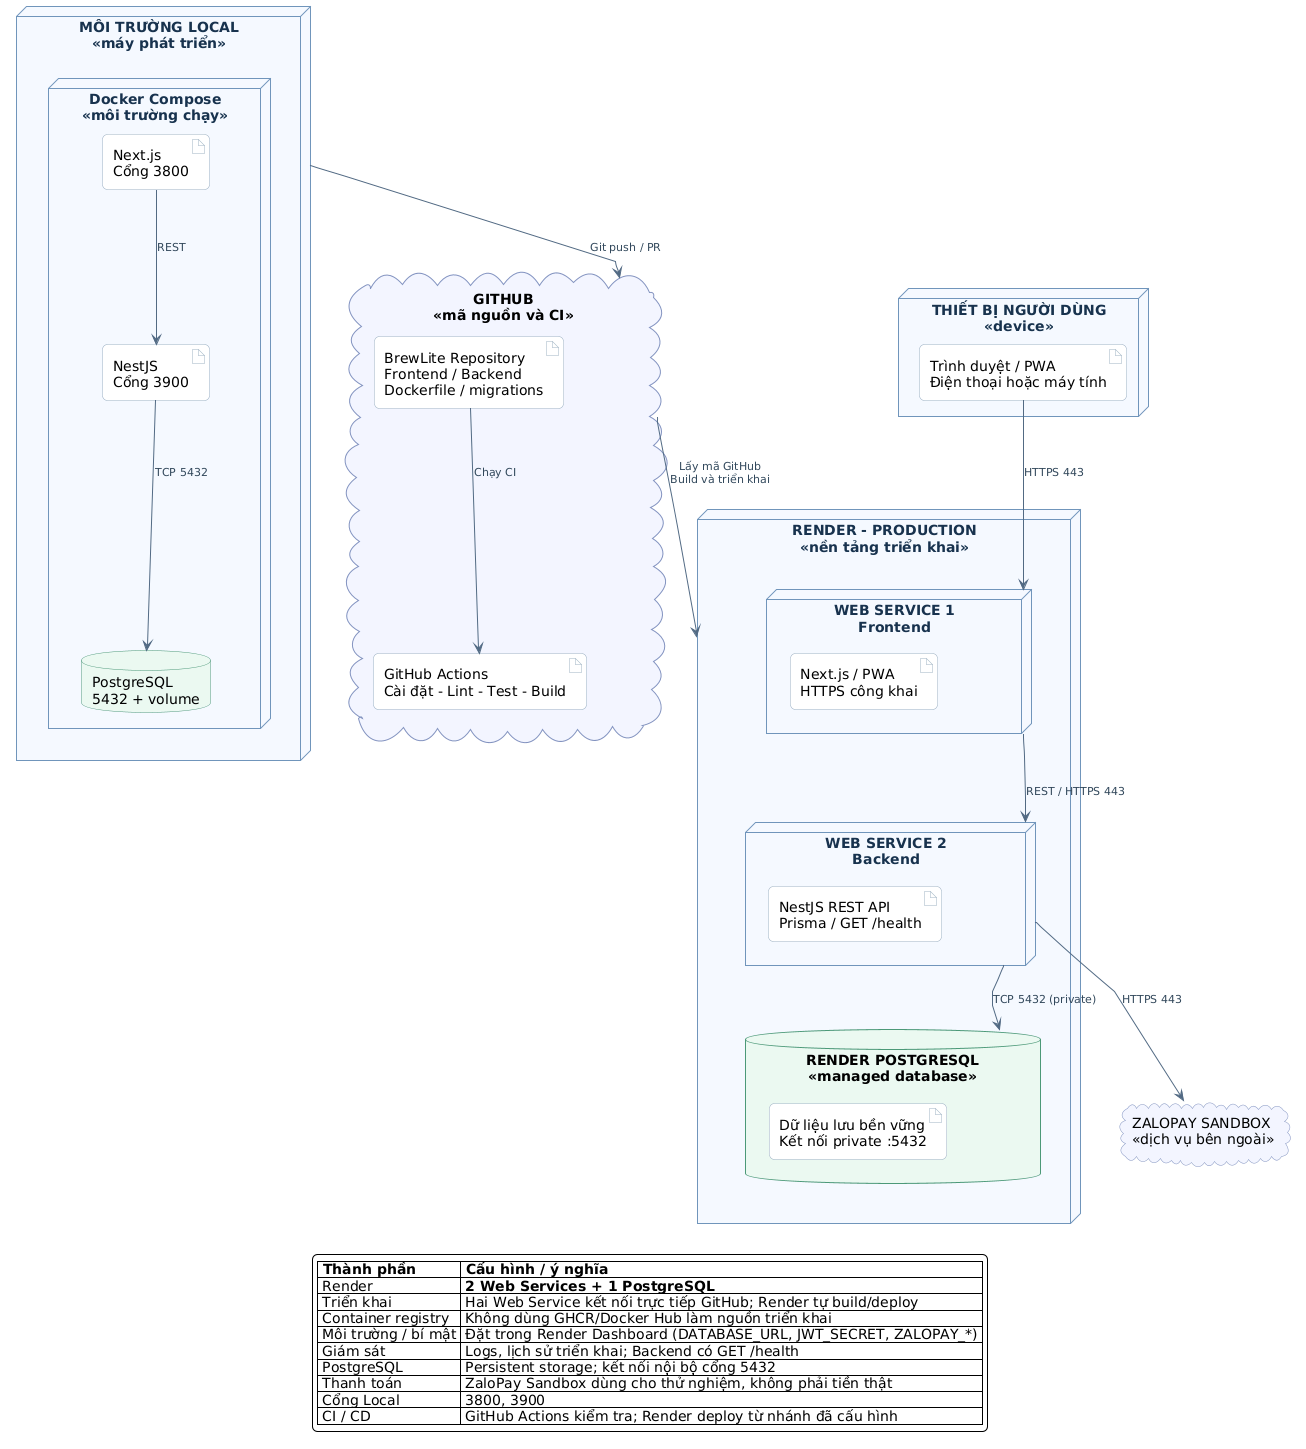 MÔI TRƯỜNG LOCAL
«máy phát triển»
Docker Compose
«môi trường chạy»
Next.js
Cổng 3800
REST
NestJS
Cổng 3900
TCP 5432
PostgreSQL
5432 + volume
Git push / PR
GITHUB
«mã nguồn và CI»
BrewLite Repository
Frontend / Backend
Dockerfile / migrations
Chạy CI
GitHub Actions
Cài đặt - Lint - Test - Build
Lấy mã GitHub
Build và triển khai
THIẾT BỊ NGƯỜI DÙNG
«device»
Trình duyệt / PWA
Điện thoại hoặc máy tính
HTTPS 443
RENDER - PRODUCTION
«nền tảng triển khai»
WEB SERVICE 1
Frontend
Next.js / PWA
HTTPS công khai
REST / HTTPS 443
WEB SERVICE 2
Backend
NestJS REST API
Prisma / GET /health
TCP 5432 (private)
HTTPS 443
RENDER POSTGRESQL
«managed database»
Dữ liệu lưu bền vững
Kết nối private :5432
ZALOPAY SANDBOX
«dịch vụ bên ngoài»
Thành phần Cấu hình / ý nghĩa
Render 2 Web Services + 1 PostgreSQL
Triển khai Hai Web Service kết nối trực tiếp GitHub; Render tự build/deploy
Container registry Không dùng GHCR/Docker Hub làm nguồn triển khai
Môi trường / bí mật Đặt trong Render Dashboard (DATABASE_URL, JWT_SECRET, ZALOPAY_*)
Giám sát Logs, lịch sử triển khai; Backend có GET /health
PostgreSQL Persistent storage; kết nối nội bộ cổng 5432
Thanh toán ZaloPay Sandbox dùng cho thử nghiệm, không phải tiền thật
Cổng Local 3800, 3900
CI / CD GitHub Actions kiểm tra; Render deploy từ nhánh đã cấu hình